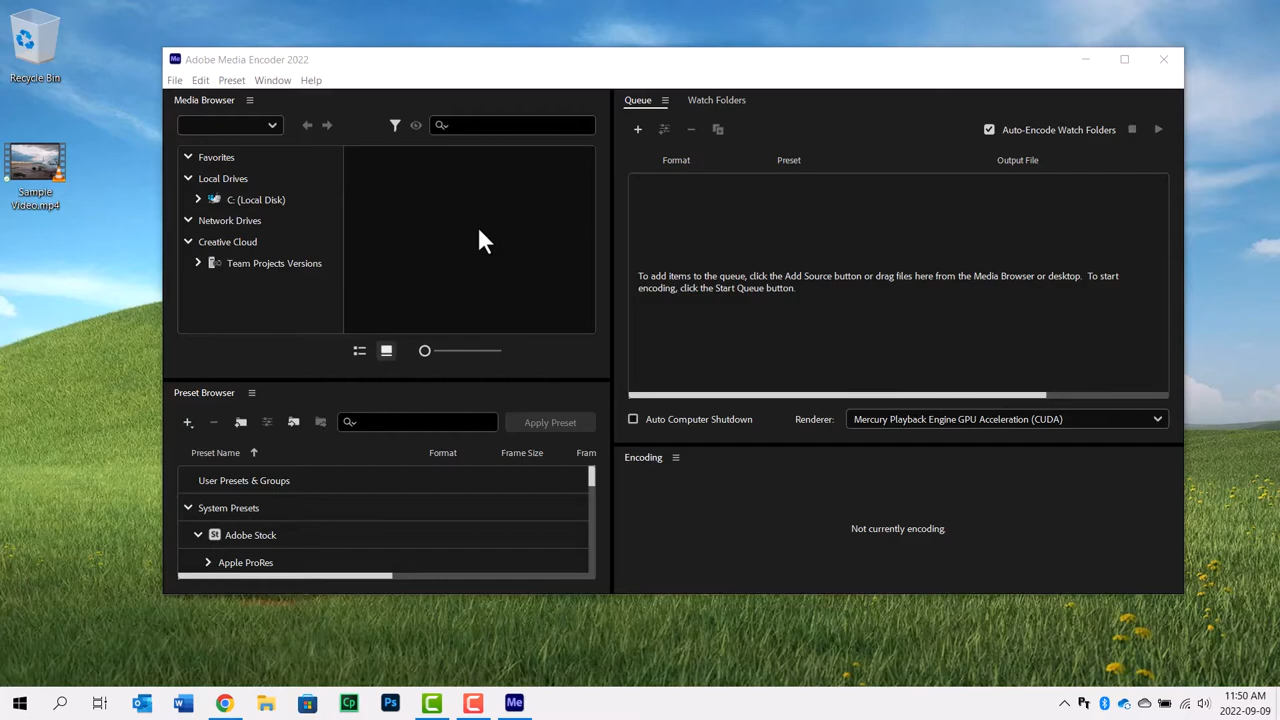 Recycle Bin
Sample
Video.mp4
Me
Adobe Media Encoder 2022
File Edit Preset Window Help
Media Browser
Favorites
Local Drives
C: (Local Disk)
Network Drives
Creative Cloud
Team Projects Versions
Preset Browser
Apply Preset
Preset Name Format Frame Size Fram
User Presets & Groups
System Presets
St Adobe Stock
Apple ProRes
Queue Watch Folders
Auto-Encode Watch Folders
Format Preset Output File
To add items to the queue, click the Add Source button or drag files here from the Media Browser or desktop. To start
encoding, click the Start Queue button.
Auto Computer Shutdown Renderer: Mercury Playback Engine GPU Acceleration (CUDA)
Encoding
Not currently encoding.
Cp Ps C C Me
11:50 AM
2022-09-09